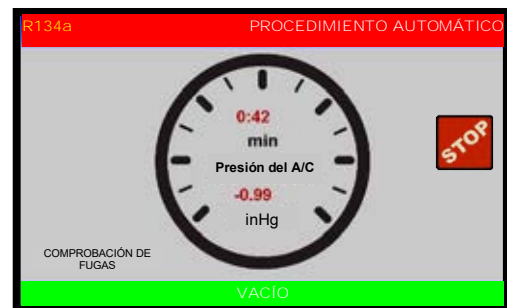 R134a PROCEDIMIENTO AUTOMÁTICO
0:42
min
Presión del A/C
-0.99
inHg
STOP
COMPROBACIÓN DE
FUGAS
VACÍO